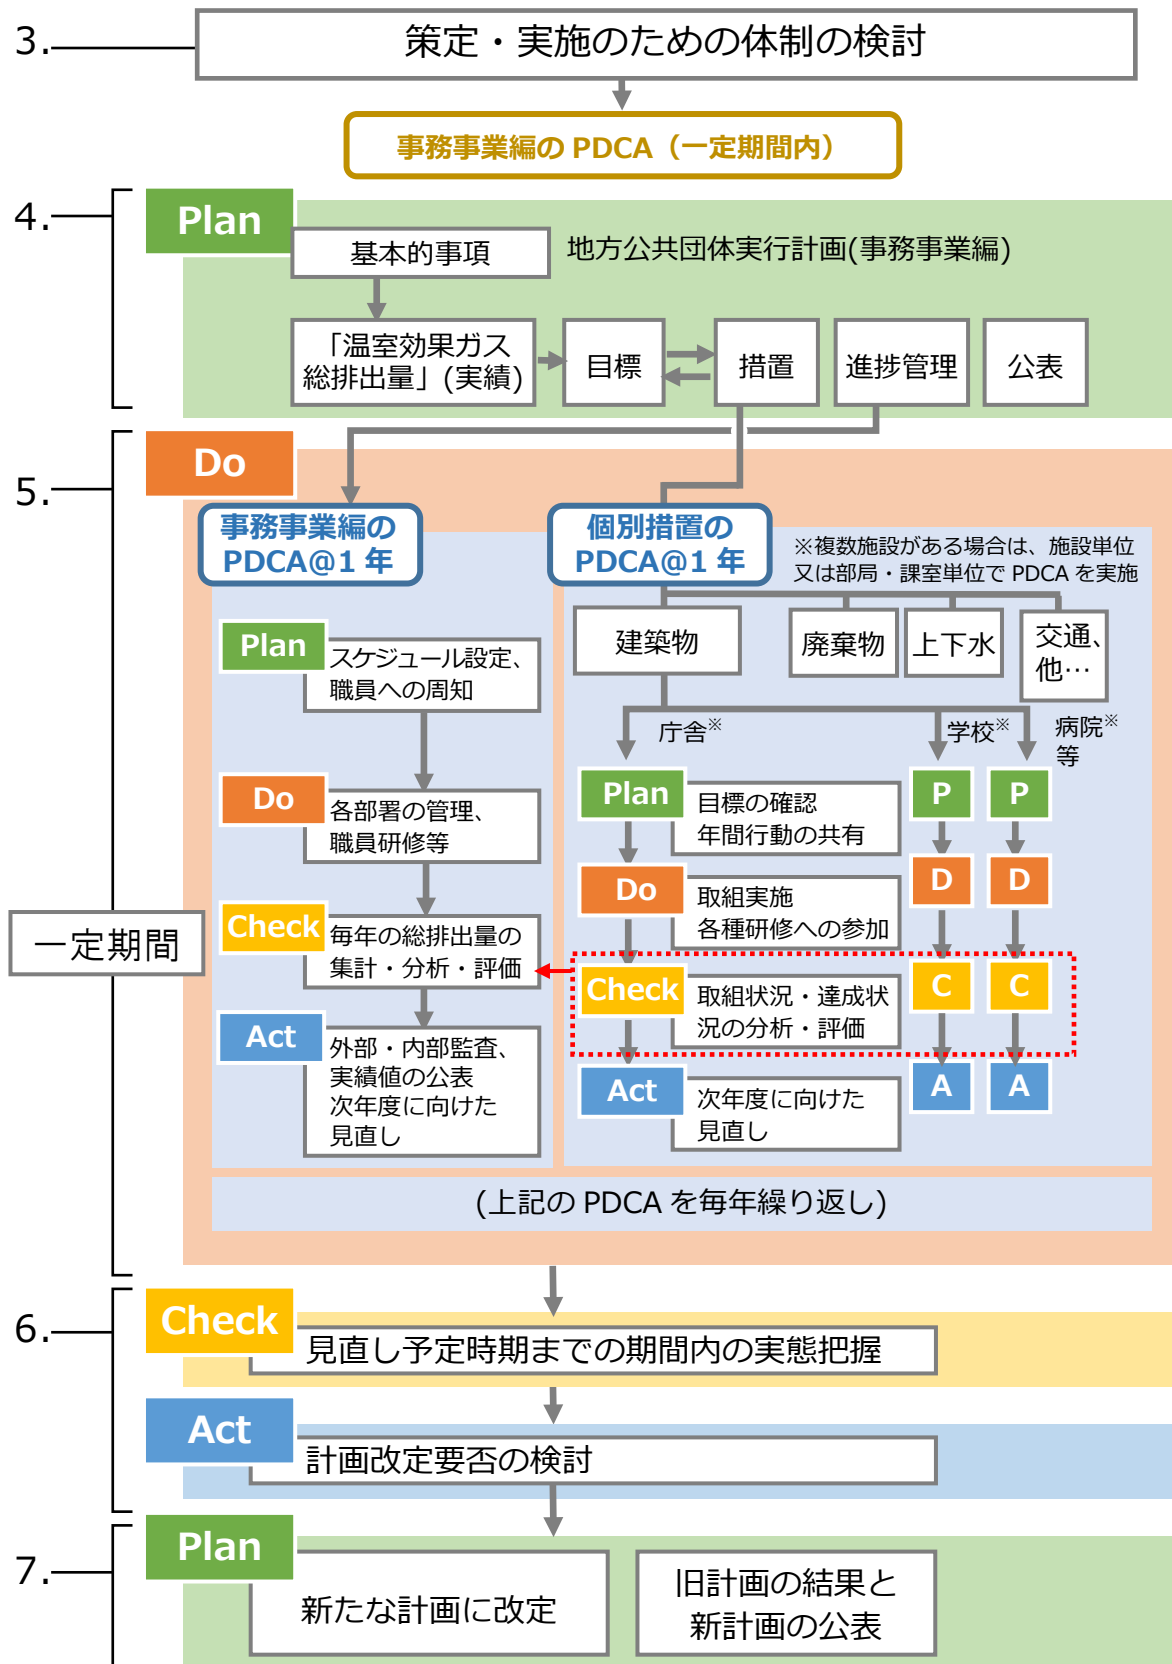 3.
策定・実施のための体制の検討
事務事業編の PDCA（一定期間内）
4.
Plan
基本的事項
地方公共団体実行計画(事務事業編)
「温室効果ガス
総排出量」(実績)
目標
措置
進捗管理
公表
5.
Do
事務事業編の
PDCA@1 年
個別措置の
PDCA@1 年
※複数施設がある場合は、施設単位
又は部局・課室単位で PDCA を実施
Plan
スケジュール設定、
職員への周知
Do
各部署の管理、
職員研修等
Check
毎年の総排出量の
集計・分析・評価
Act
外部・内部監査、
実績値の公表
次年度に向けた
見直し
建築物
廃棄物
上下水
交通、
他…
庁舎※
学校※
病院※
等
Plan
目標の確認
年間行動の共有
Do
取組実施
各種研修への参加
Check
取組状況・達成状
況の分析・評価
Act
次年度に向けた
見直し
P
D
C
A
P
D
C
A
一定期間
(上記の PDCA を毎年繰り返し)
6.
Check
見直し予定時期までの期間内の実態把握
Act
計画改定要否の検討
7.
Plan
新たな計画に改定
旧計画の結果と
新計画の公表